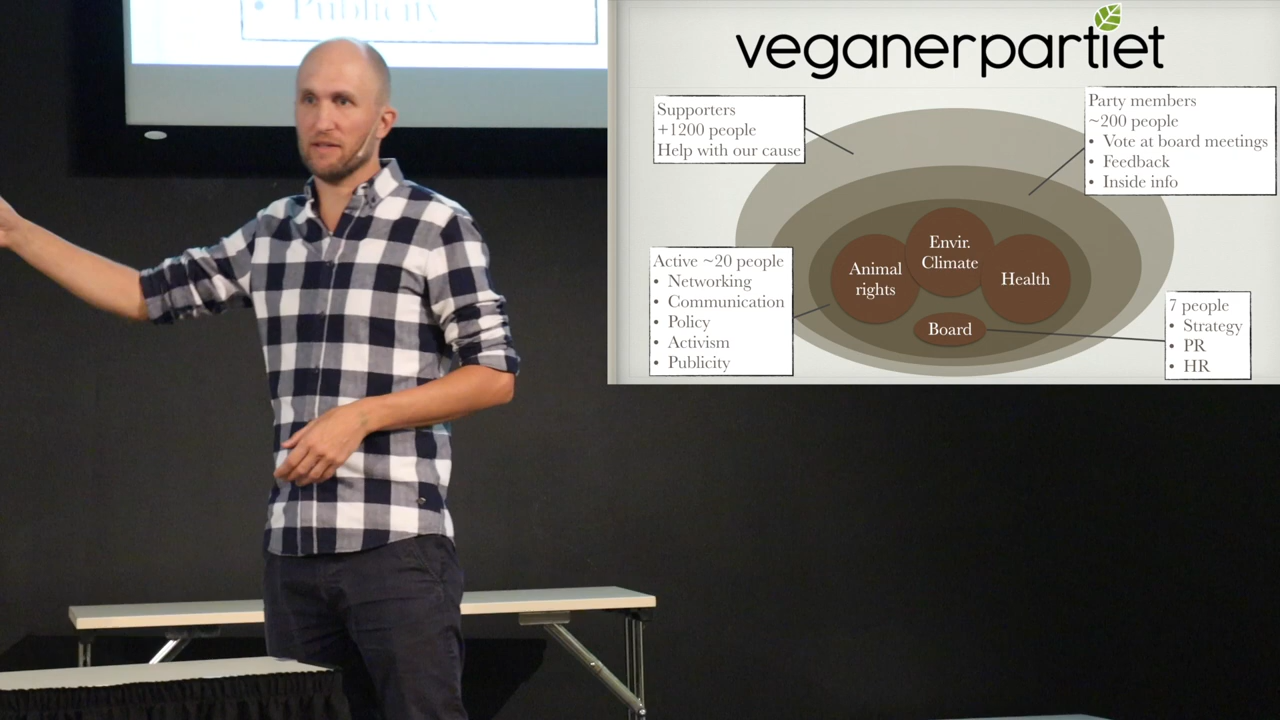 Publicity
veganerpartiet
Supporters
+1200 people
Help with our cause
Party members
~200 people
• Vote at board meetings
• Feedback
• Inside info
Active ~20 people
• Networking
• Communication
• Policy
• Activism
• Publicity
Animal
rights
Envir.
Climate
Health
Board
7 people
• Strategy
• PR
• HR